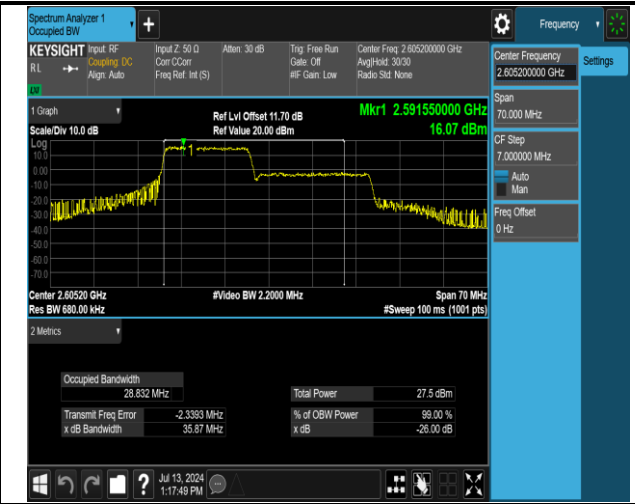 Spectrum Analyzer 1
Occupied BW
+
Frequency
KEYSIGHT
RL
LXI
Input: RF
Coupling: DC
Align: Auto
Input Z: 50 Ω
Corr CCorr
Freq Ref: Int (S)
Atten: 30 dB
Trig: Free Run
Gate: Off
#IF Gain: Low
Center Freq: 2.605200000 GHz
Avg|Hold: 30/30
Radio Std: None
Center Frequency
2.605200000 GHz
Settings
Span
70.000 MHz
CF Step
7.000000 MHz
Auto
Man
Freq Offset
0 Hz
1 Graph
Scale/Div 10.0 dB
Ref Lvl Offset 11.70 dB
Ref Value 20.00 dBm
Mkr1 2.591550000 GHz
16.07 dBm
Log
10.0
0.00
-10.0
-20.0
-30.0
-40.0
-50.0
-60.0
-70.0
1
Center 2.60520 GHz
Res BW 680.00 kHz
#Video BW 2.2000 MHz
Span 70 MHz
#Sweep 100 ms (1001 pts)
2 Metrics
Occupied Bandwidth
28.832 MHz
Total Power 27.5 dBm
Transmit Freq Error -2.3393 MHz
% of OBW Power 99.00 %
x dB Bandwidth 35.87 MHz
x dB -26.00 dB
?
Jul 13, 2024
1:17:49 PM